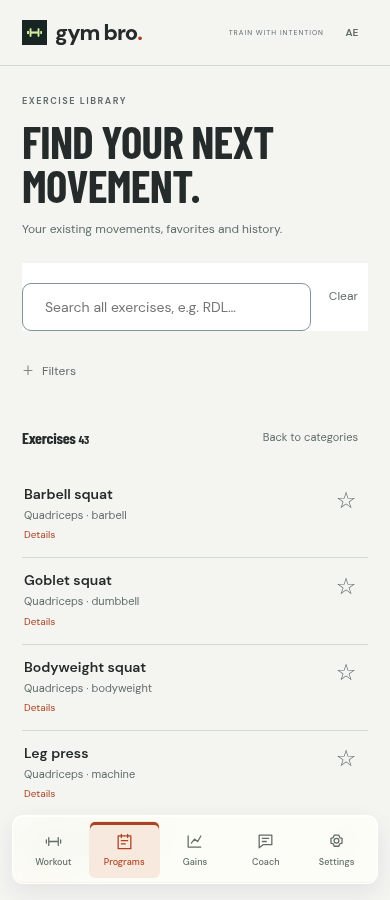 gym bro.
TRAIN WITH INTENTION
AE
EXERCISE LIBRARY
FIND YOUR NEXT
MOVEMENT.
Your existing movements, favorites and history.
Search all exercises, e.g. RDL...
Clear
+ Filters
Exercises 43
Back to categories
Barbell squat
Quadriceps · barbell
Details
Goblet squat
Quadriceps · dumbbell
Details
Bodyweight squat
Quadriceps · bodyweight
Details
Leg press
Quadriceps · machine
Details
Workout
Programs
Gains
Coach
Settings